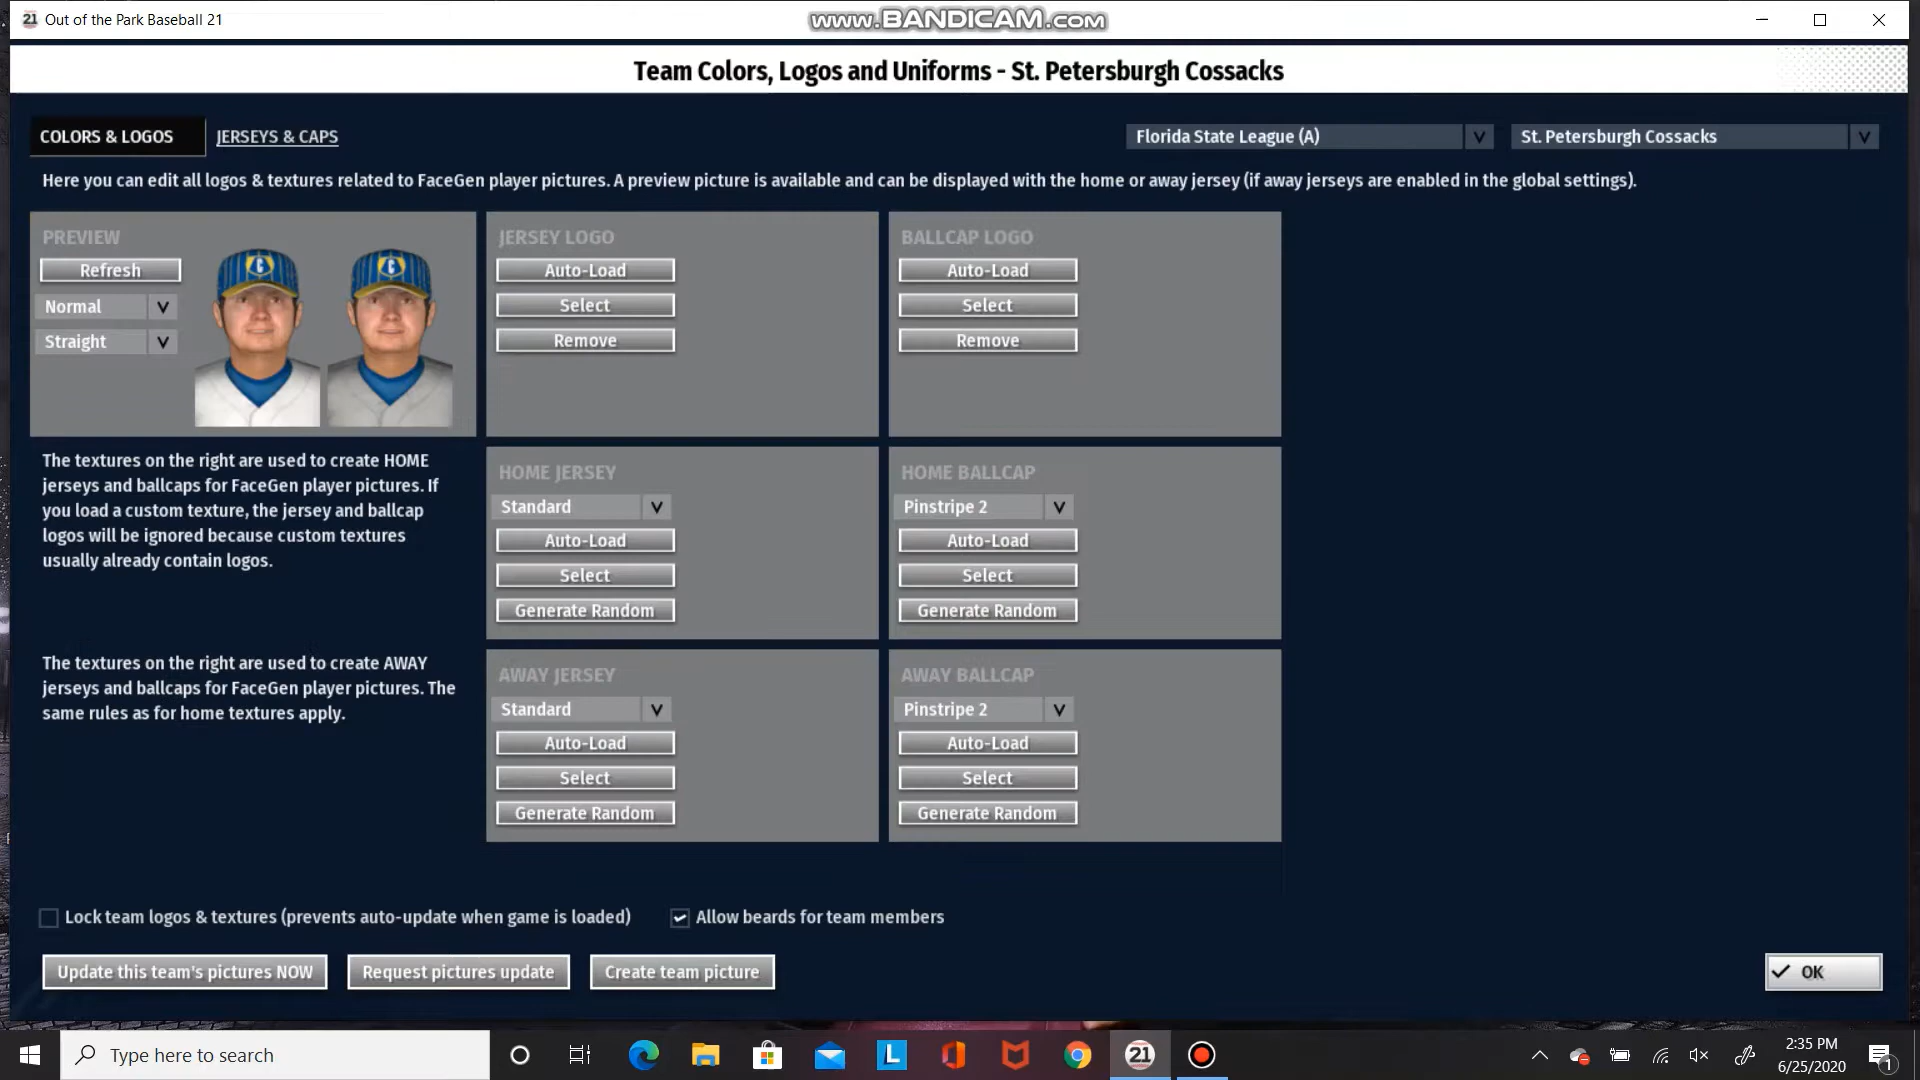 21 Out of the Park Baseball 21
www.BANDICAM.com
Team Colors, Logos and Uniforms - St. Petersburgh Cossacks
COLORS & LOGOS JERSEYS & CAPS Florida State League (A) V St. Petersburgh Cossacks V
Here you can edit all logos & textures related to FaceGen player pictures. A preview picture is available and can be displayed with the home or away jersey (if away jerseys are enabled in the global settings).
PREVIEW
Refresh
Normal V
Straight V
C C
JERSEY LOGO
Auto-Load
Select
Remove
BALLCAP LOGO
Auto-Load
Select
Remove
The textures on the right are used to create HOME
jerseys and ballcaps for FaceGen player pictures. If
you load a custom texture, the jersey and ballcap
logos will be ignored because custom textures
usually already contain logos.
HOME JERSEY
Standard V
Auto-Load
Select
Generate Random
HOME BALLCAP
Pinstripe 2 V
Auto-Load
Select
Generate Random
The textures on the right are used to create AWAY
jerseys and ballcaps for FaceGen player pictures. The
same rules as for home textures apply.
AWAY JERSEY
Standard V
Auto-Load
Select
Generate Random
AWAY BALLCAP
Pinstripe 2 V
Auto-Load
Select
Generate Random
Lock team logos & textures (prevents auto-update when game is loaded) Allow beards for team members
Update this team's pictures NOW Request pictures update Create team picture OK
Type here to search L 21 2:35 PM
6/25/2020 1